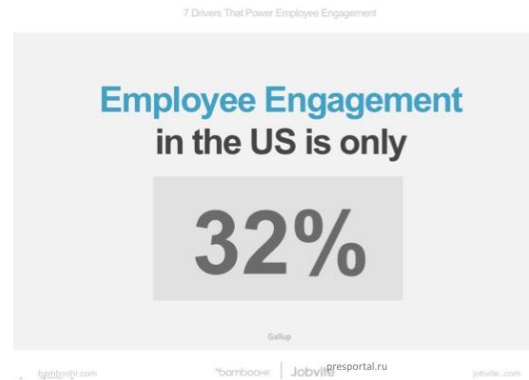 7 Drivers That Power Employee Engagement
Employee Engagement
in the US is only
32%
Gallup
bamboohr.com
bambooHR | Jobvite
presportal.ru
jobvite.com